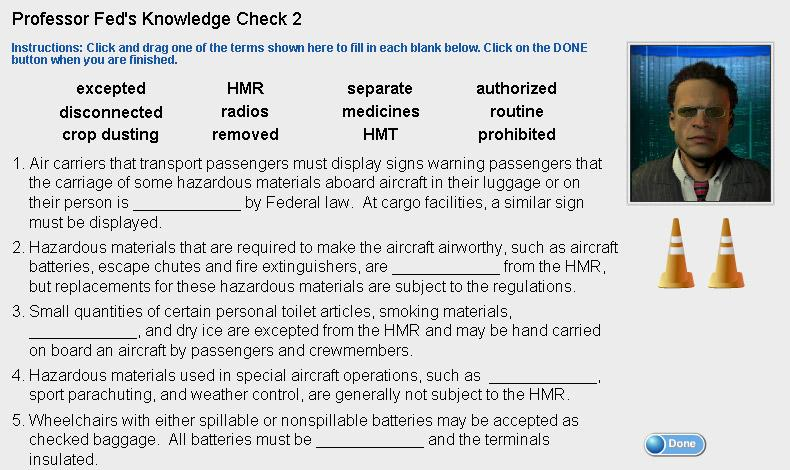 Professor Fed's Knowledge Check 2
Instructions: Click and drag one of the terms shown here to fill in each blank below. Click on the DONE
button when you are finished.
excepted HMR separate authorized
disconnected radios medicines routine
crop dusting removed HMT prohibited
1. Air carriers that transport passengers must display signs warning passengers that
the carriage of some hazardous materials aboard aircraft in their luggage or on
their person is _____________ by Federal law. At cargo facilities, a similar sign
must be displayed.
2. Hazardous materials that are required to make the aircraft airworthy, such as aircraft
batteries, escape chutes and fire extinguishers, are _____________ from the HMR,
but replacements for these hazardous materials are subject to the regulations.
3. Small quantities of certain personal toilet articles, smoking materials,
_____________, and dry ice are excepted from the HMR and may be hand carried
on board an aircraft by passengers and crewmembers.
4. Hazardous materials used in special aircraft operations, such as _____________,
sport parachuting, and weather control, are generally not subject to the HMR.
5. Wheelchairs with either spillable or nonspillable batteries may be accepted as
checked baggage. All batteries must be _____________ and the terminals
insulated.
Done